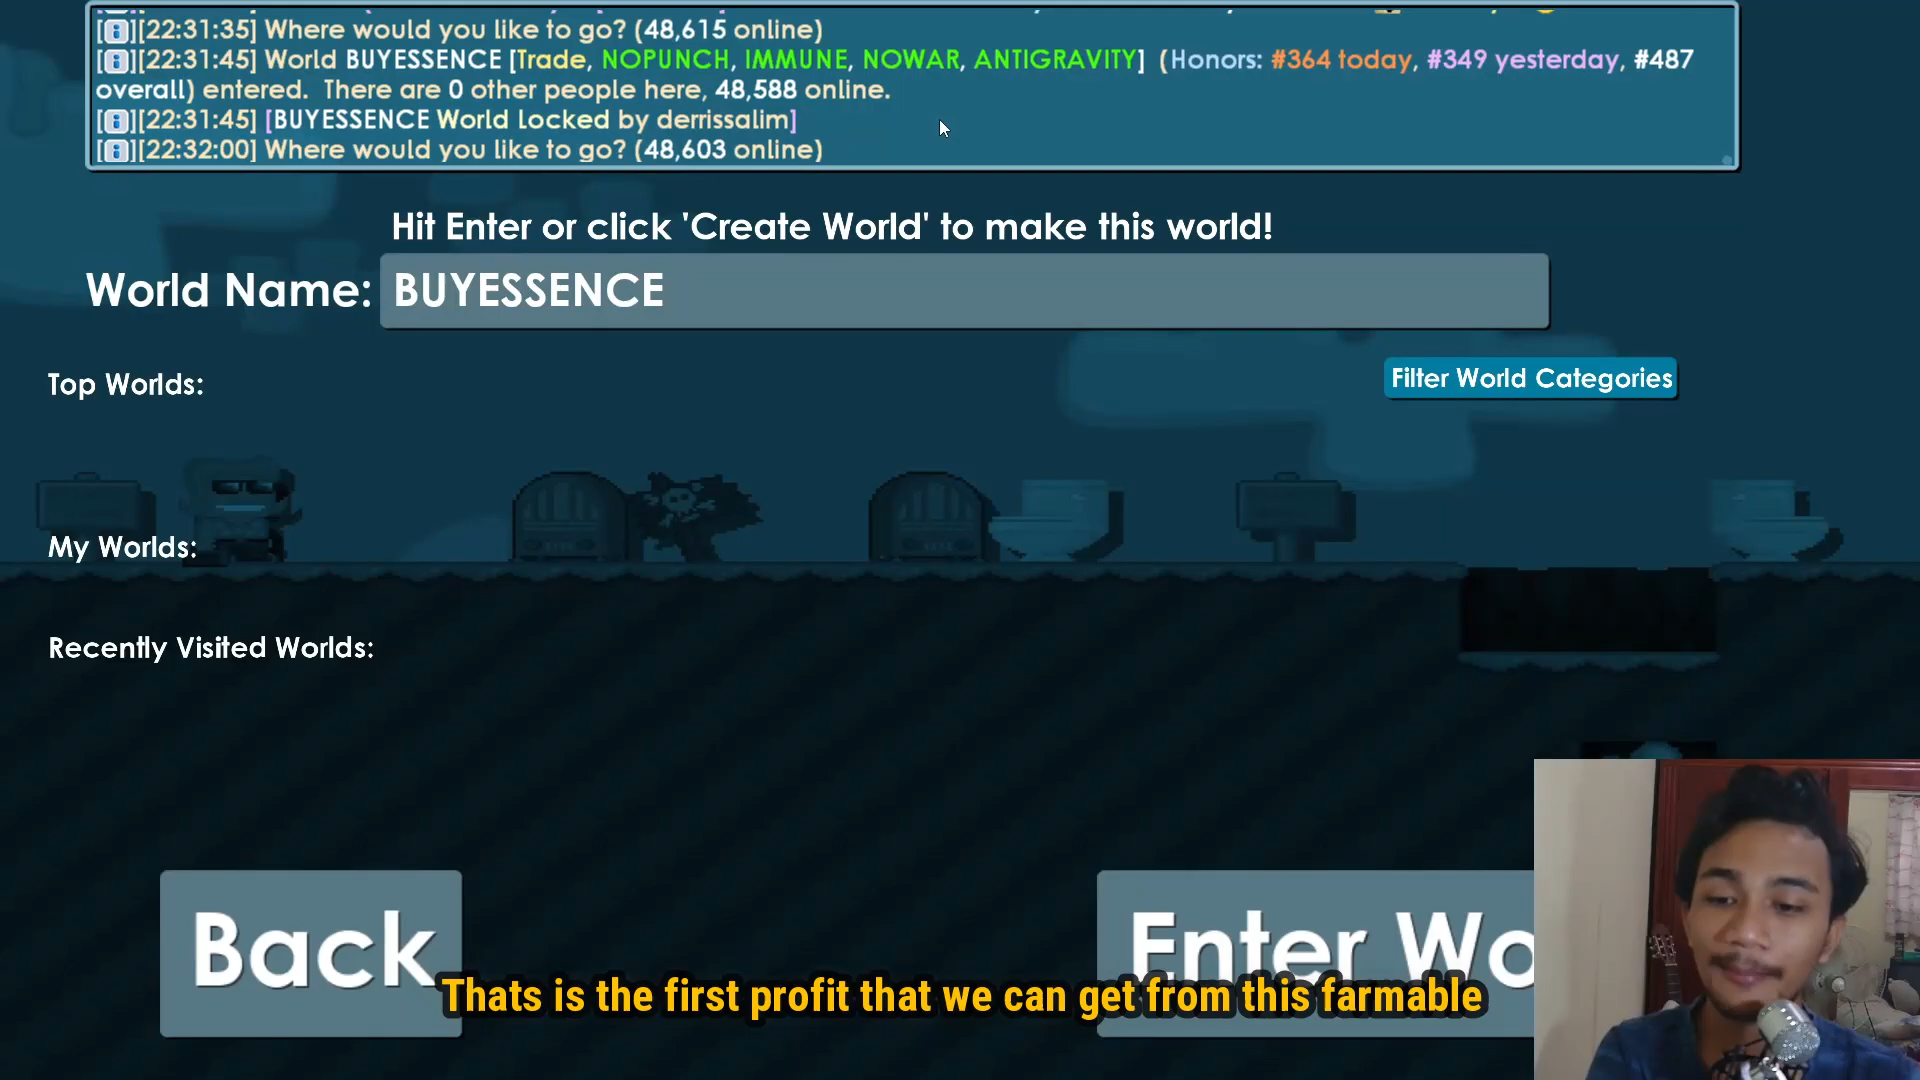 [22:31:35] Where would you like to go? (48,615 online)
[22:31:45] World BUYESSENCE [Trade, NOPUNCH, IMMUNE, NOWAR, ANTIGRAVITY] (Honors: #364 today, #349 yesterday, #487
overall) entered. There are 0 other people here, 48,588 online.
[22:31:45] [BUYESSENCE World Locked by derrissalim]
[22:32:00] Where would you like to go? (48,603 online)
Hit Enter or click 'Create World' to make this world!
World Name: BUYESSENCE
Top Worlds:
Filter World Categories
My Worlds:
Recently Visited Worlds:
Back
Enter Wo
Thats is the first profit that we can get from this farmable